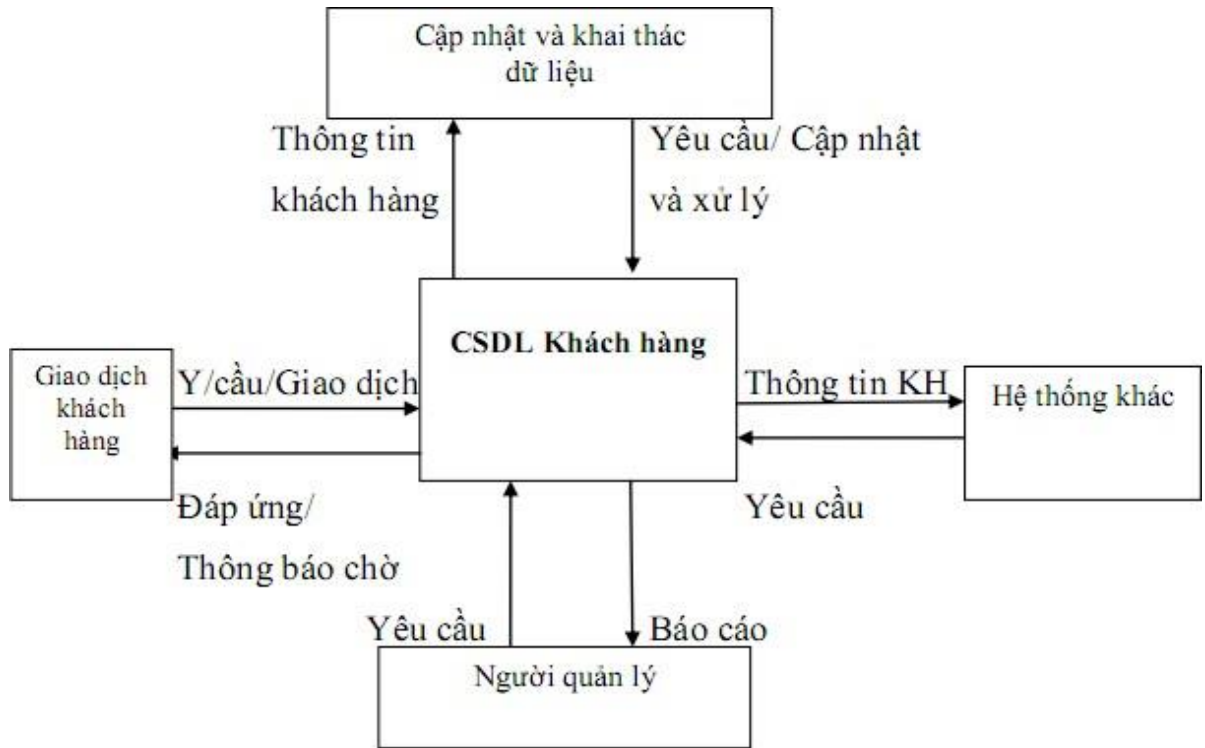 Cập nhật và khai thác
dữ liệu
Thông tin
khách hàng
Yêu cầu/ Cập nhật
và xử lý
CSDL Khách hàng
Giao dịch
khách
hàng
Y/cầu/Giao dịch
Đáp ứng/
Thông báo chờ
Thông tin KH
Yêu cầu
Hệ thống khác
Yêu cầu
Báo cáo
Người quản lý